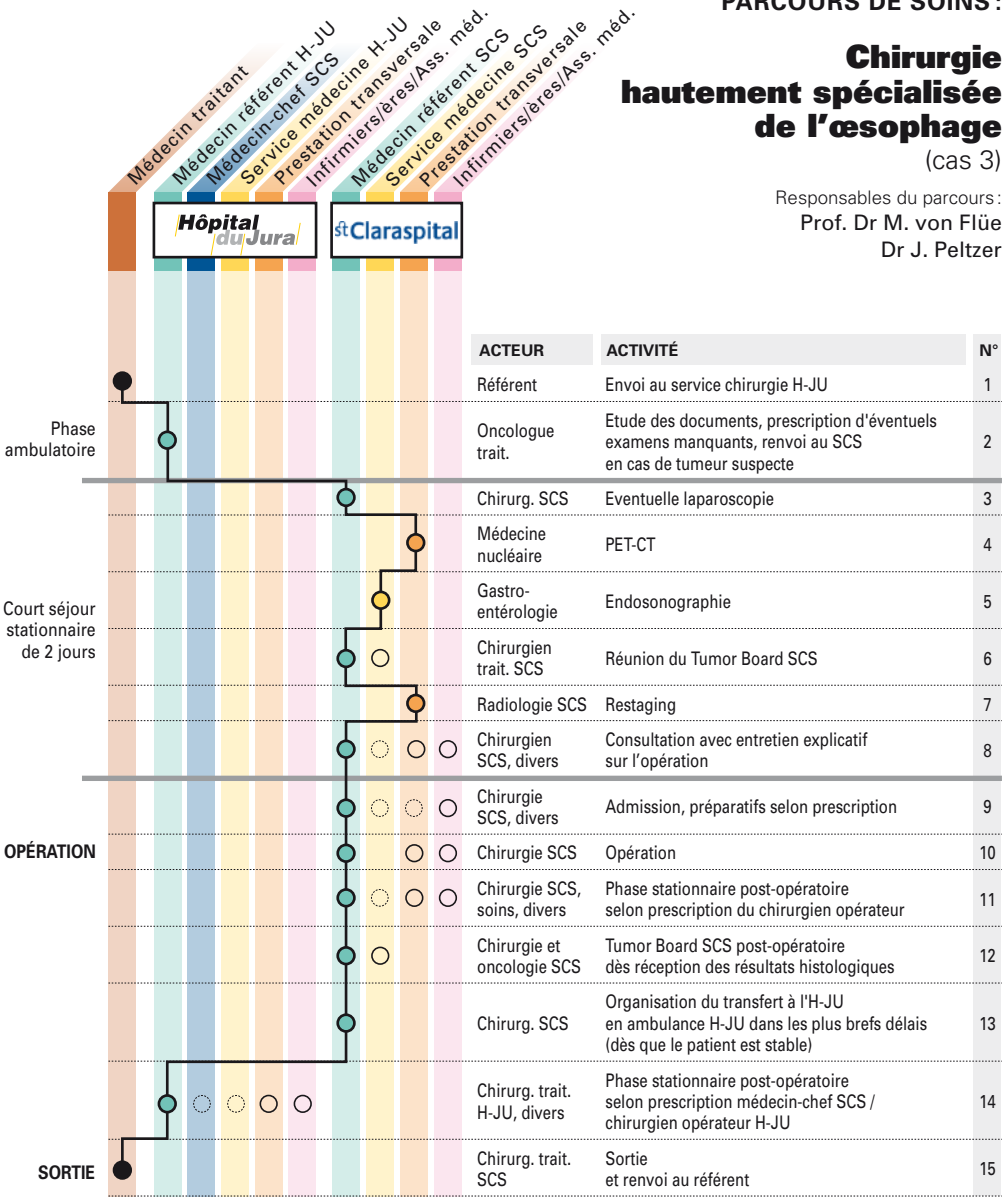 PARCOURS DE SOINS :
Chirurgie
hautement spécialisée
de l'œsophage
(cas 3)
Responsables du parcours :
Prof. Dr M. von Flüe
Dr J. Peltzer
Médecin traitant
Médecin référent H-JU
Médecin-chef SCS
Service médecine H-JU
Prestation transversale
Infirmiers/ères/Ass. méd.
Médecin référent SCS
Service médecine SCS
Prestation transversale
Infirmiers/ères/Ass. méd.
Hôpital
du Jura
st Claraspital
ACTEUR ACTIVITÉ N°
Référent Envoi au service chirurgie H-JU 1
Phase
ambulatoire
Oncologue
trait.
Etude des documents, prescription d'éventuels
examens manquants, renvoi au SCS
en cas de tumeur suspecte
2
Chirurg. SCS Eventuelle laparoscopie 3
Court séjour
stationnaire
de 2 jours
Médecine
nucléaire
PET-CT 4
Gastro-
entérologie
Endosonographie 5
Chirurgien
trait. SCS
Réunion du Tumor Board SCS 6
Radiologie SCS Restaging 7
Chirurgien
SCS, divers
Consultation avec entretien explicatif
sur l'opération
8
Chirurgie
SCS, divers
Admission, préparatifs selon prescription 9
OPÉRATION Chirurgie SCS Opération 10
Chirurgie SCS,
soins, divers
Phase stationnaire post-opératoire
selon prescription du chirurgien opérateur
11
Chirurgie et
oncologie SCS
Tumor Board SCS post-opératoire
dès réception des résultats histologiques
12
Chirurg. SCS
Organisation du transfert à l'H-JU
en ambulance H-JU dans les plus brefs délais
(dès que le patient est stable)
13
Chirurg. trait.
H-JU, divers
Phase stationnaire post-opératoire
selon prescription médecin-chef SCS /
chirurgien opérateur H-JU
14
SORTIE
Chirurg. trait.
SCS
Sortie
et renvoi au référent
15